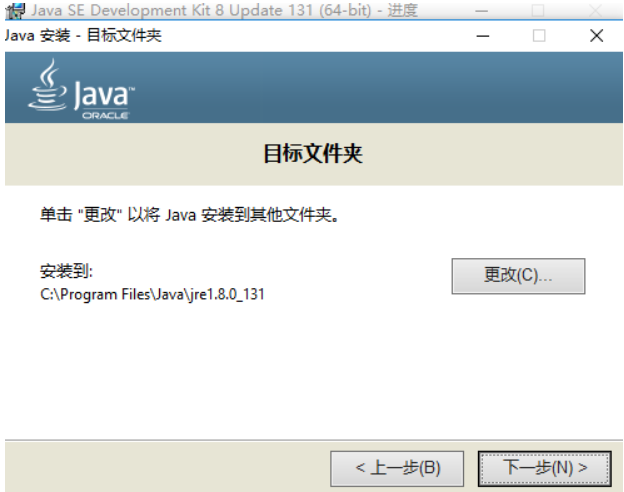 Java SE Development Kit 8 Update 131 (64-bit) - 进度
Java 安装 - 目标文件夹
Java™
ORACLE
目标文件夹
单击 "更改" 以将 Java 安装到其他文件夹。
安装到:
更改(C)...
C:\Program Files\Java\jre1.8.0_131
< 上一步(B)
下一步(N) >